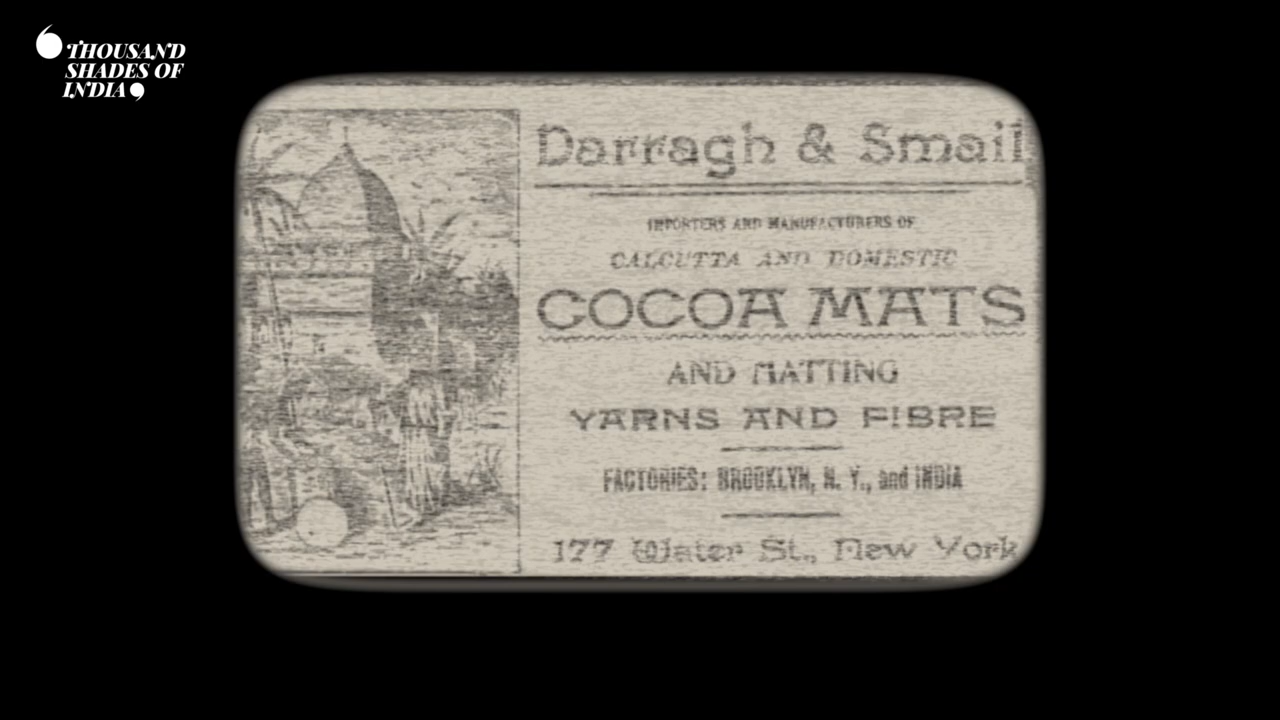 THOUSAND
SHADES OF
INDIA
Darragh & Smail
IMPORTERS AND MANUFACTURERS OF
CALCUTTA AND DOMESTIC
COCOA MATS
AND MATTING
YARNS AND FIBRE
FACTORIES: BROOKLYN, N. Y., and INDIA
177 Water St., New York